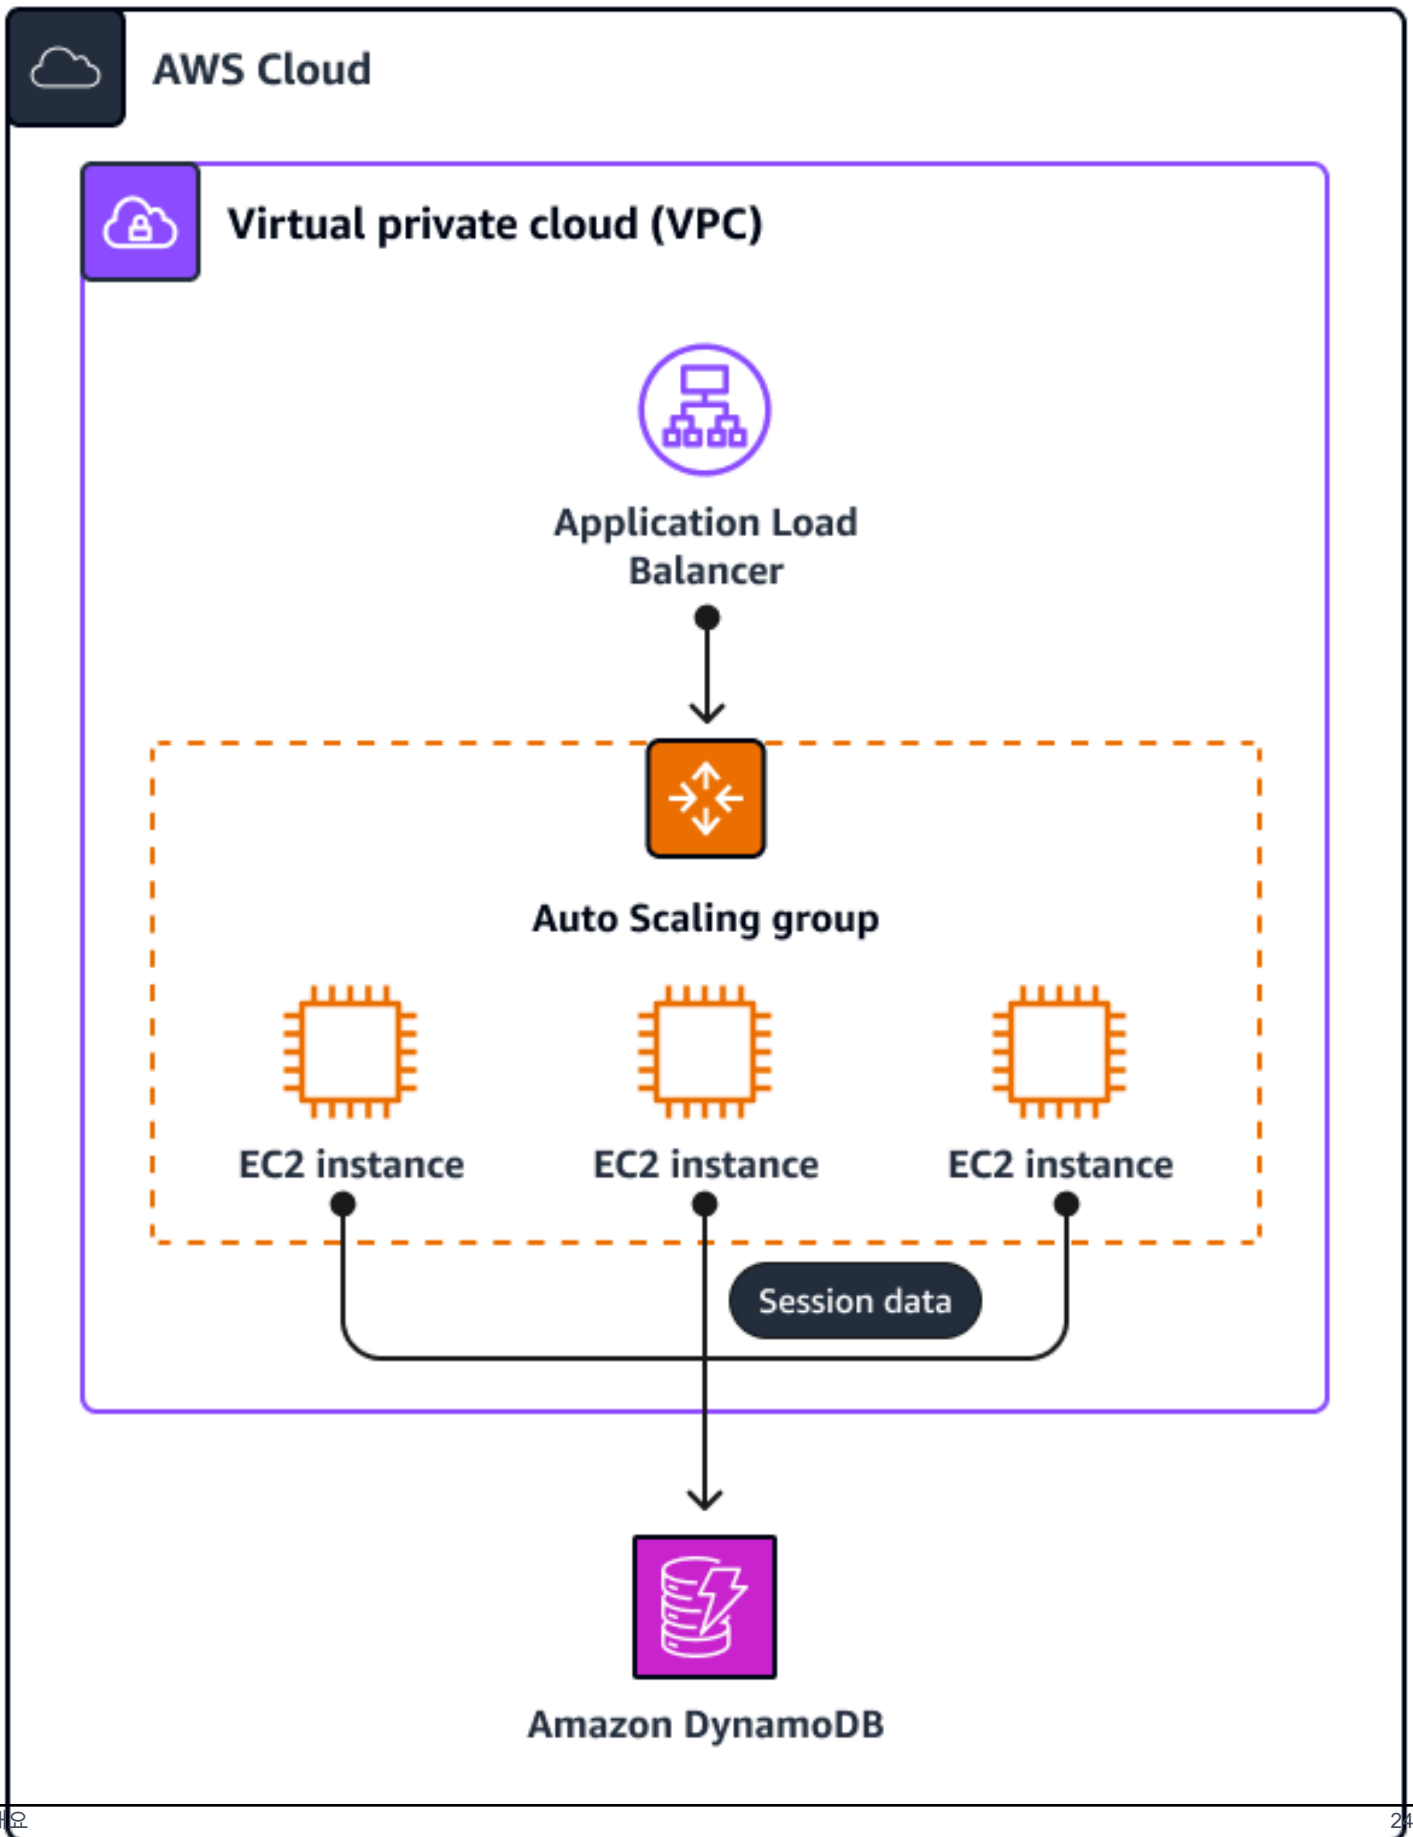 AWS Cloud
Virtual private cloud (VPC)
Application Load
Balancer
Auto Scaling group
EC2 instance EC2 instance EC2 instance
Session data
Amazon DynamoDB
24